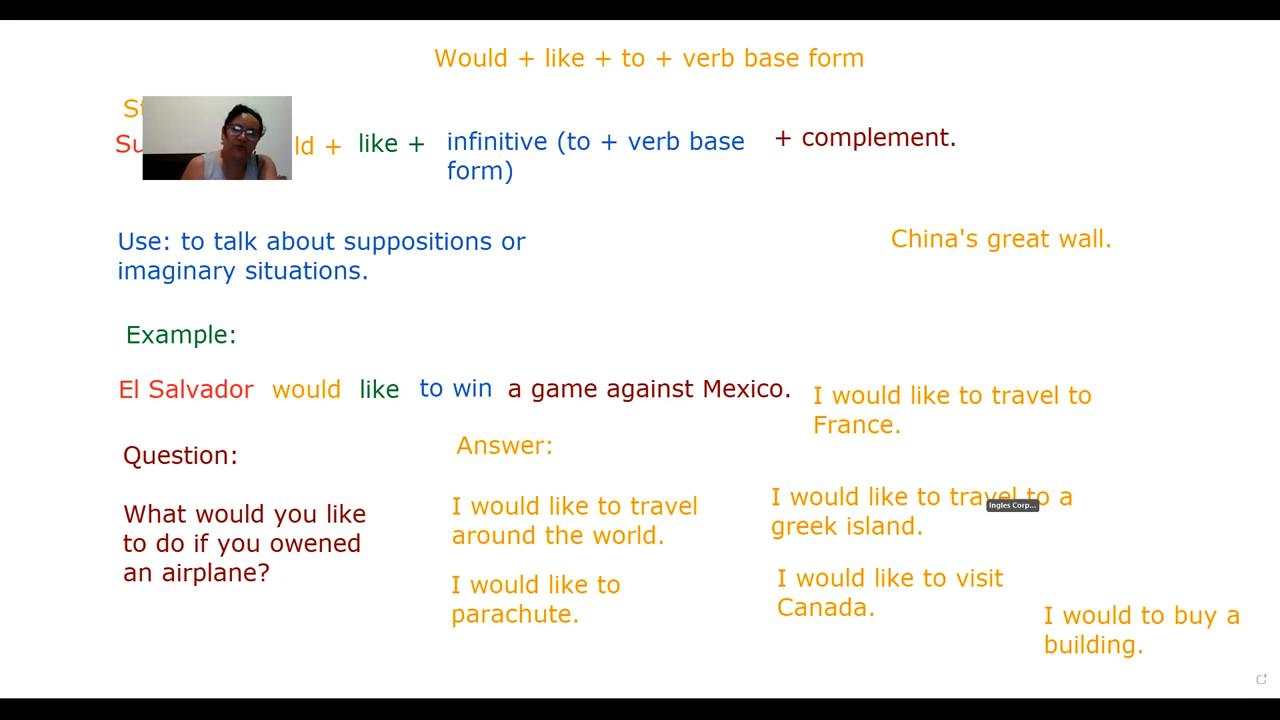 Would + like + to + verb base form
ld + like + infinitive (to + verb base + complement.
form)
Use: to talk about suppositions or
imaginary situations.
China's great wall.
Example:
El Salvador would like to win a game against Mexico.
I would like to travel to
France.
Question:
What would you like
to do if you owened
an airplane?
Answer:
I would like to travel
around the world.
I would like to
parachute.
I would like to travel to a
greek island.
Ingles Corp...
I would like to visit
Canada.
I would to buy a
building.